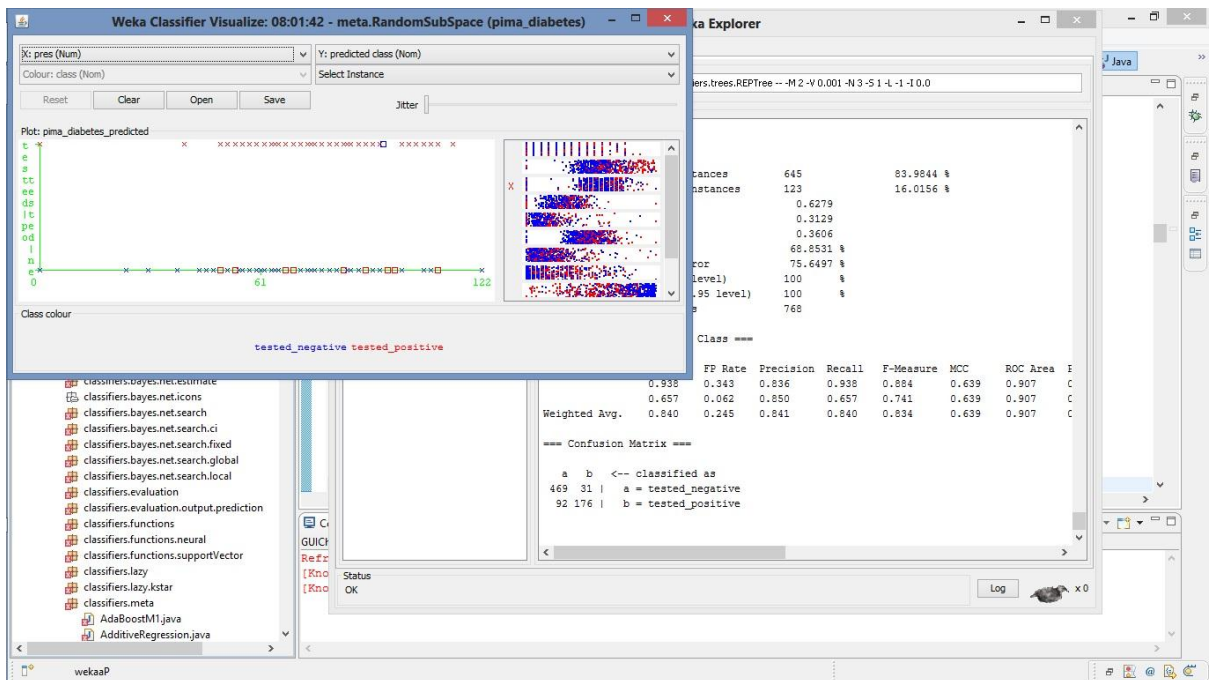 Weka Classifier Visualize: 08:01:42 - meta.RandomSubSpace (pima_diabetes)
X: pres (Num)
Y: predicted class (Nom)
Colour: class (Nom)
Select Instance
Reset Clear Open Save Jitter
Plot: pima_diabetes_predicted
0 61 122
Class colour
tested_negative tested_positive
ka Explorer
Java
ers.trees.REPTree -- -M 2 -V 0.001 -N 3 -S 1 -L -1 -I 0.0
tances 645 83.9844 %
nstances 123 16.0156 %
0.6279
0.3129
0.3606
68.8531 %
ror 75.6497 %
level) 100 %
.95 level) 100 %
s 768
Class ===
FP Rate Precision Recall F-Measure MCC ROC Area
0.938 0.343 0.836 0.938 0.884 0.639 0.907
0.657 0.062 0.850 0.657 0.741 0.639 0.907
Weighted Avg. 0.840 0.245 0.841 0.840 0.834 0.639 0.907
=== Confusion Matrix ===
a b <-- classified as
469 31 | a = tested_negative
92 176 | b = tested_positive
Status
OK
Log
x 0
classifiers.bayes.net.estimate
classifiers.bayes.net.icons
classifiers.bayes.net.search
classifiers.bayes.net.search.ci
classifiers.bayes.net.search.fixed
classifiers.bayes.net.search.global
classifiers.bayes.net.search.local
classifiers.evaluation
classifiers.evaluation.output.prediction
classifiers.functions
classifiers.functions.neural
classifiers.functions.supportVector
classifiers.lazy
classifiers.lazy.kstar
classifiers.meta
AdaBoostM1.java
AdditiveRegression.java
GUICh
Refr
[Kno
[Kno
wekaaP